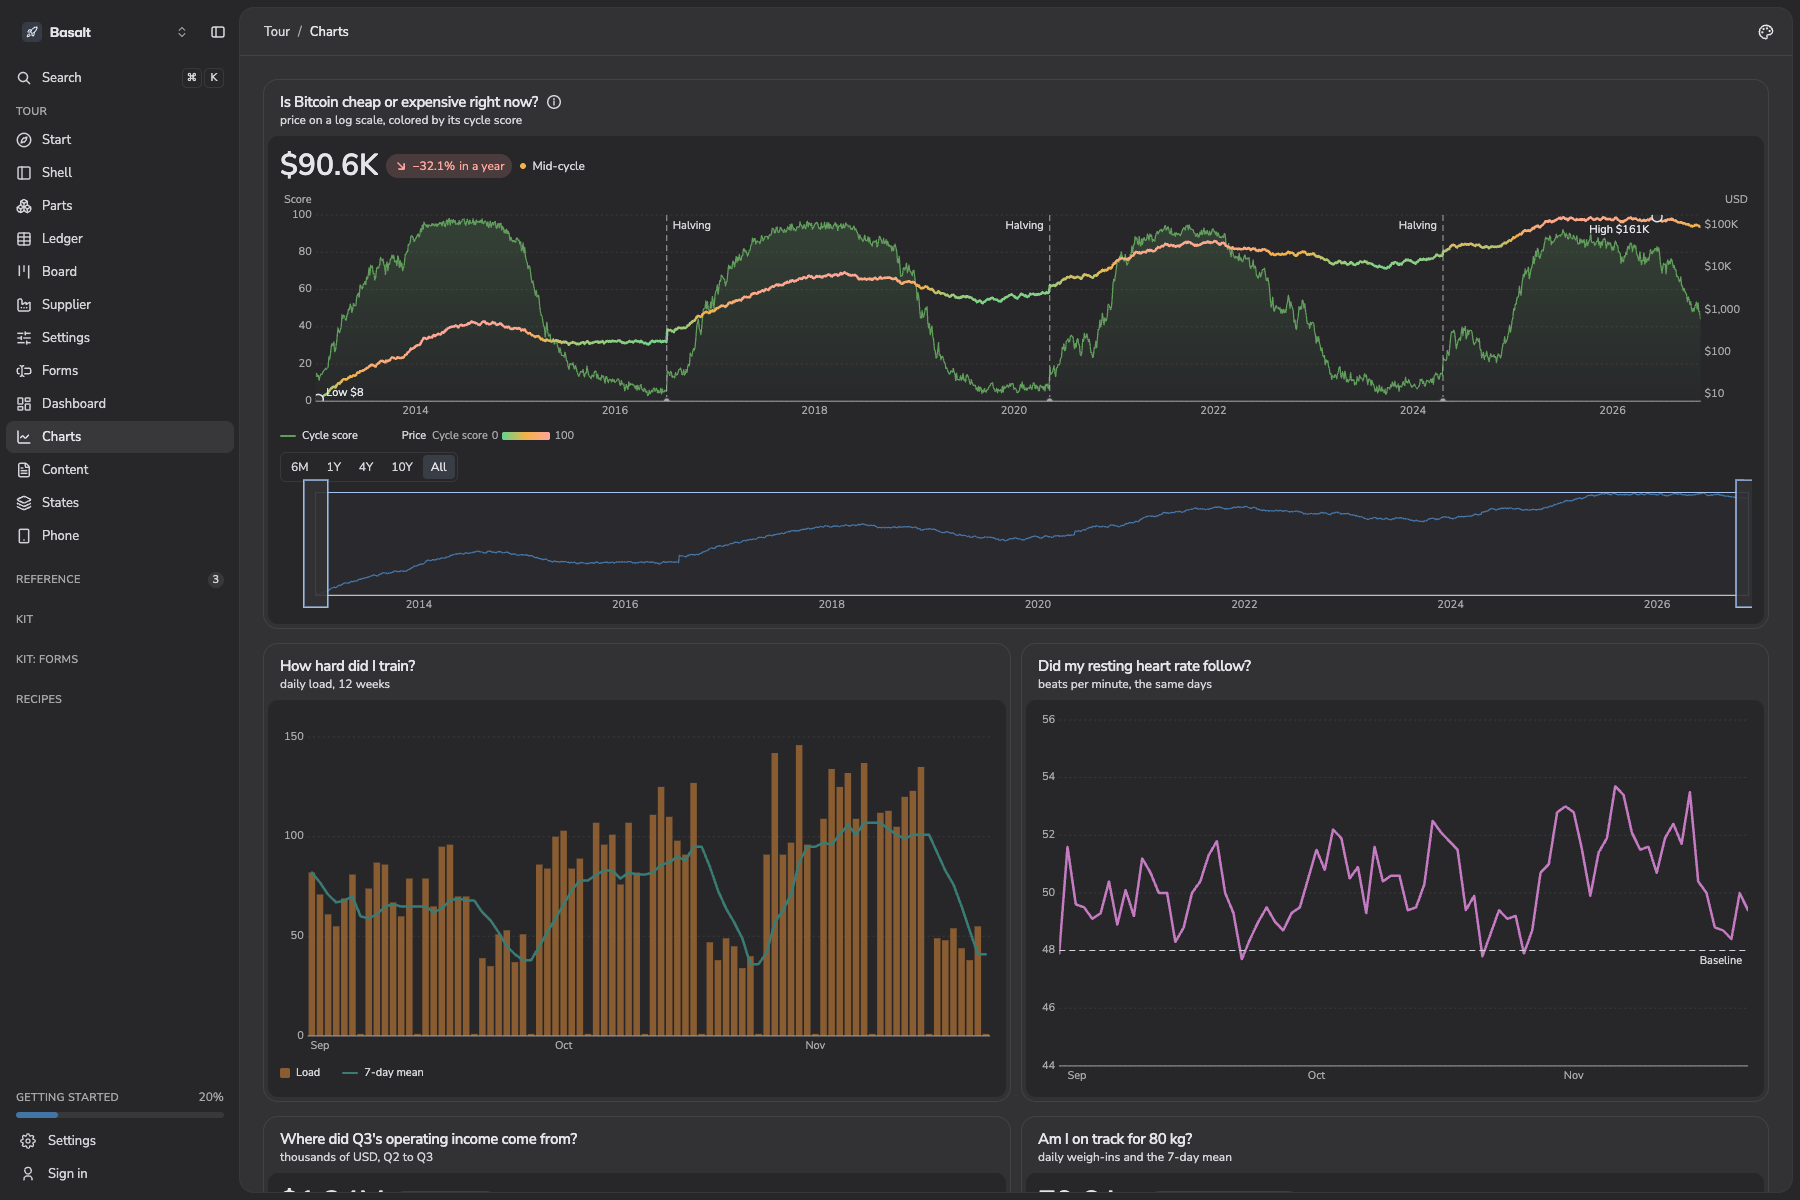 Basalt
Search ⌘ K
TOUR
Start
Shell
Parts
Ledger
Board
Supplier
Settings
Forms
Dashboard
Charts
Content
States
Phone
REFERENCE 3
KIT
KIT: FORMS
RECIPES
GETTING STARTED 20%
Settings
Sign in
Tour / Charts
Is Bitcoin cheap or expensive right now?
price on a log scale, colored by its cycle score
$90.6K −32.1% in a year Mid-cycle
Score USD
100
80
60
40
20
0
$100K
$10K
$1,000
$100
$10
Halving
Halving
Halving
High $161K
Low $8
2014 2016 2018 2020 2022 2024 2026
Cycle score Price Cycle score 0 100
6M 1Y 4Y 10Y All
2014 2016 2018 2020 2022 2024 2026
How hard did I train?
daily load, 12 weeks
150
100
50
0
Sep Oct Nov
Load 7-day mean
Did my resting heart rate follow?
beats per minute, the same days
56
54
52
50
48
46
44
Baseline
Sep Oct Nov
Where did Q3's operating income come from?
thousands of USD, Q2 to Q3
Am I on track for 80 kg?
daily weigh-ins and the 7-day mean